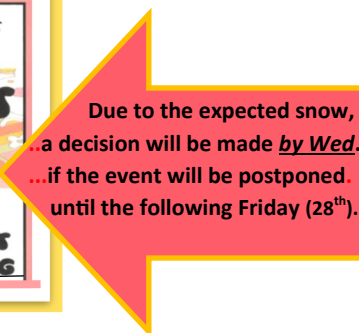 Due to the expected snow,
..a decision will be made by Wed.
...if the event will be postponed.
until the following Friday (28th).